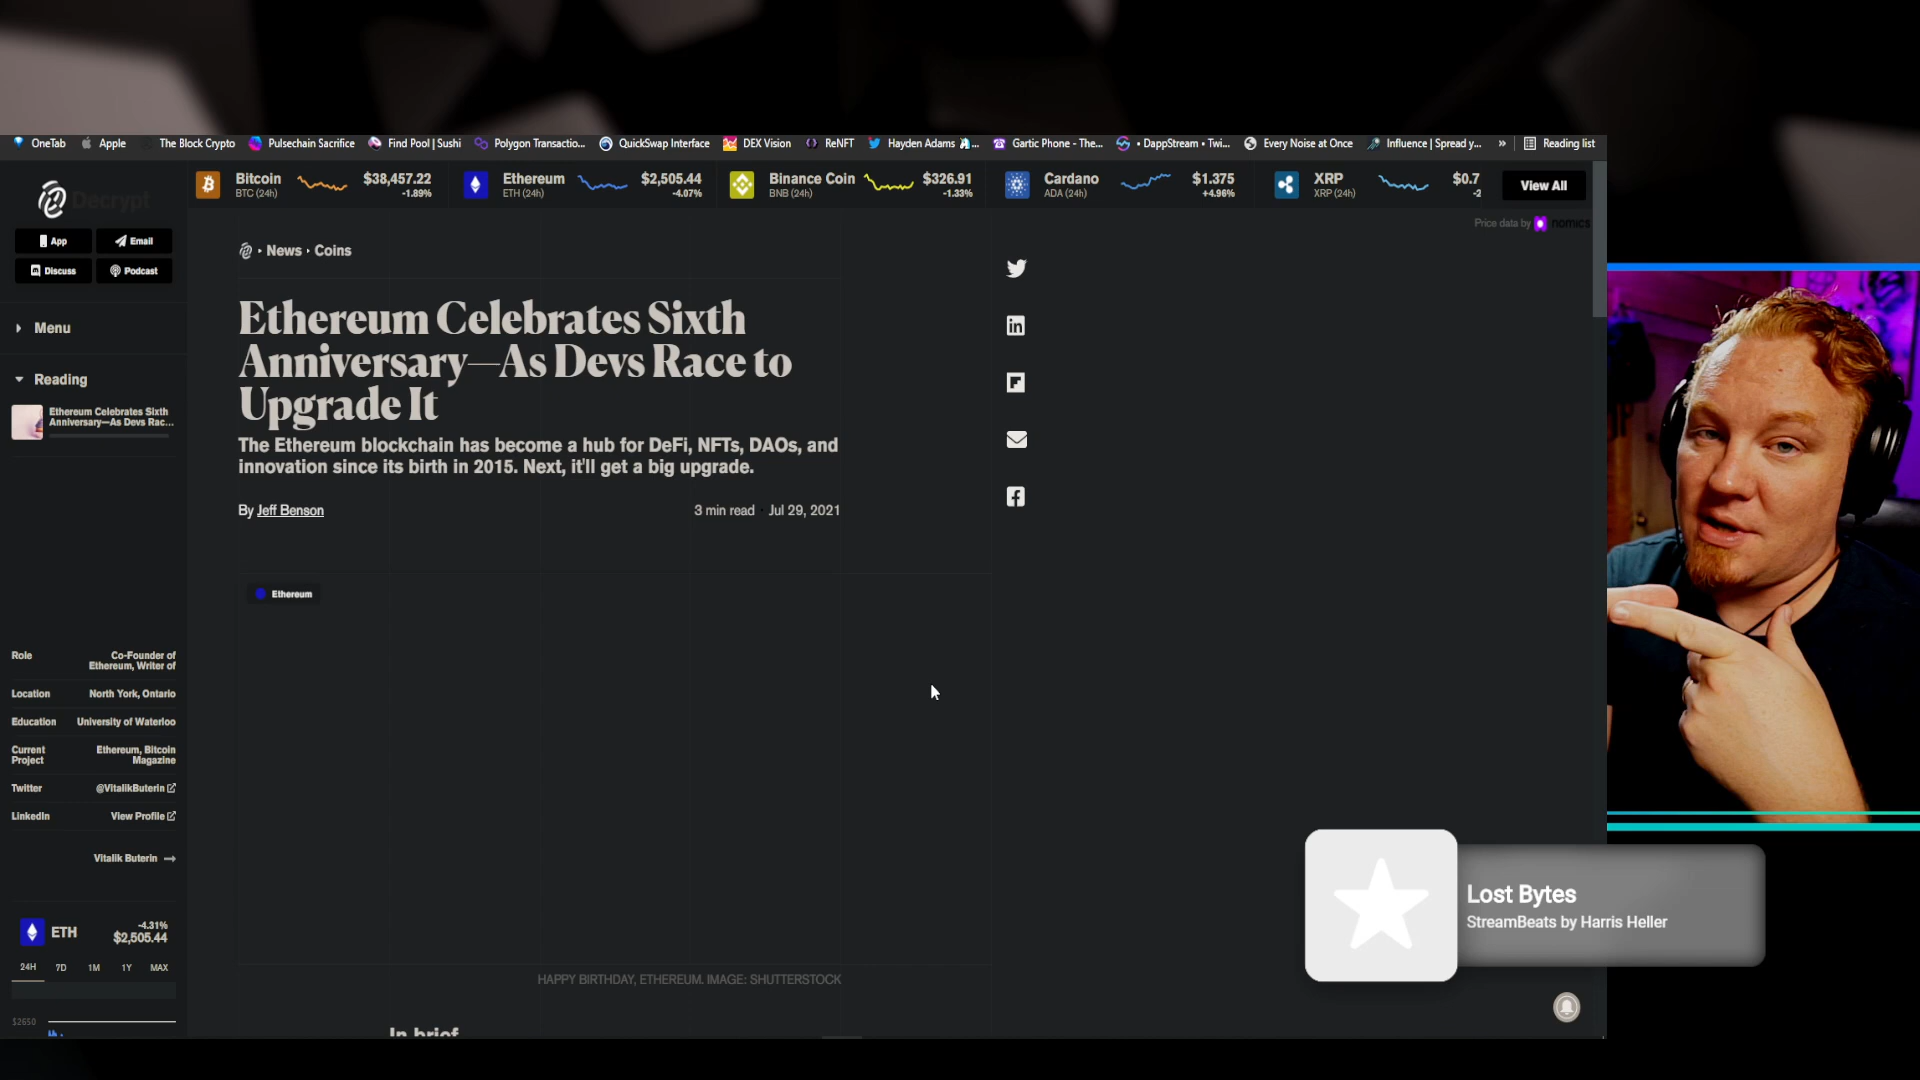 OneTab
Apple
The Block Crypto
Pulsechain Sacrifice
Find Pool | Sushi
Polygon Transactio...
QuickSwap Interface
DEX Vision
ReNFT
Hayden Adams
Gartic Phone - The...
• DappStream • Twi...
Every Noise at Once
Influence | Spread y...
»
Reading list
Decrypt
App
Email
Discuss
Podcast
Menu
Reading
Ethereum Celebrates Sixth
Anniversary—As Devs Rac...
Bitcoin
BTC (24h)
$38,457.22
-1.89%
Ethereum
ETH (24h)
$2,505.44
-4.07%
Binance Coin
BNB (24h)
$326.91
-1.33%
Cardano
ADA (24h)
$1.375
+4.96%
XRP
XRP (24h)
$0.7
-2
View All
Price data by nomics
News • Coins
Ethereum Celebrates Sixth
Anniversary—As Devs Race to
Upgrade It
The Ethereum blockchain has become a hub for DeFi, NFTs, DAOs, and
innovation since its birth in 2015. Next, it'll get a big upgrade.
By Jeff Benson
3 min read
Jul 29, 2021
Ethereum
HAPPY BIRTHDAY, ETHEREUM. IMAGE: SHUTTERSTOCK
In brief
Role
Co-Founder of
Ethereum, Writer of
Location
North York, Ontario
Education
University of Waterloo
Current
Project
Ethereum, Bitcoin
Magazine
Twitter
@VitalikButerin
LinkedIn
View Profile
Vitalik Buterin →
ETH
-4.31%
$2,505.44
24H
7D
1M
1Y
MAX
$2650
Lost Bytes
StreamBeats by Harris Heller